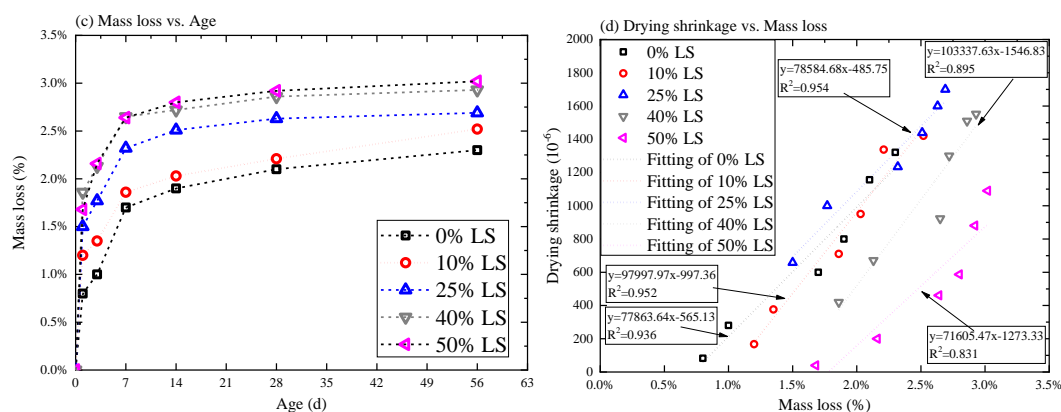 (c) Mass loss vs. Age
3.5%
3.0%
2.5%
2.0%
1.5%
1.0%
0.5%
0.0%
Mass loss (%)
0% LS
10% LS
25% LS
40% LS
50% LS
0 7 14 21 28 35 42 49 56 63
Age (d)
(d) Drying shrinkage vs. Mass loss
2000
1800
1600
1400
1200
1000
800
600
400
200
0
Drying shrinkage (10-6)
0% LS
10% LS
25% LS
40% LS
50% LS
Fitting of 0% LS
Fitting of 10% LS
Fitting of 25% LS
Fitting of 40% LS
Fitting of 50% LS
y=78584.68x-485.75
R2=0.954
y=103337.63x-1546.83
R2=0.895
y=97997.97x-997.36
R2=0.952
y=77863.64x-565.13
R2=0.936
y=71605.47x-1273.33
R2=0.831
0.0% 0.5% 1.0% 1.5% 2.0% 2.5% 3.0% 3.5%
Mass loss (%)